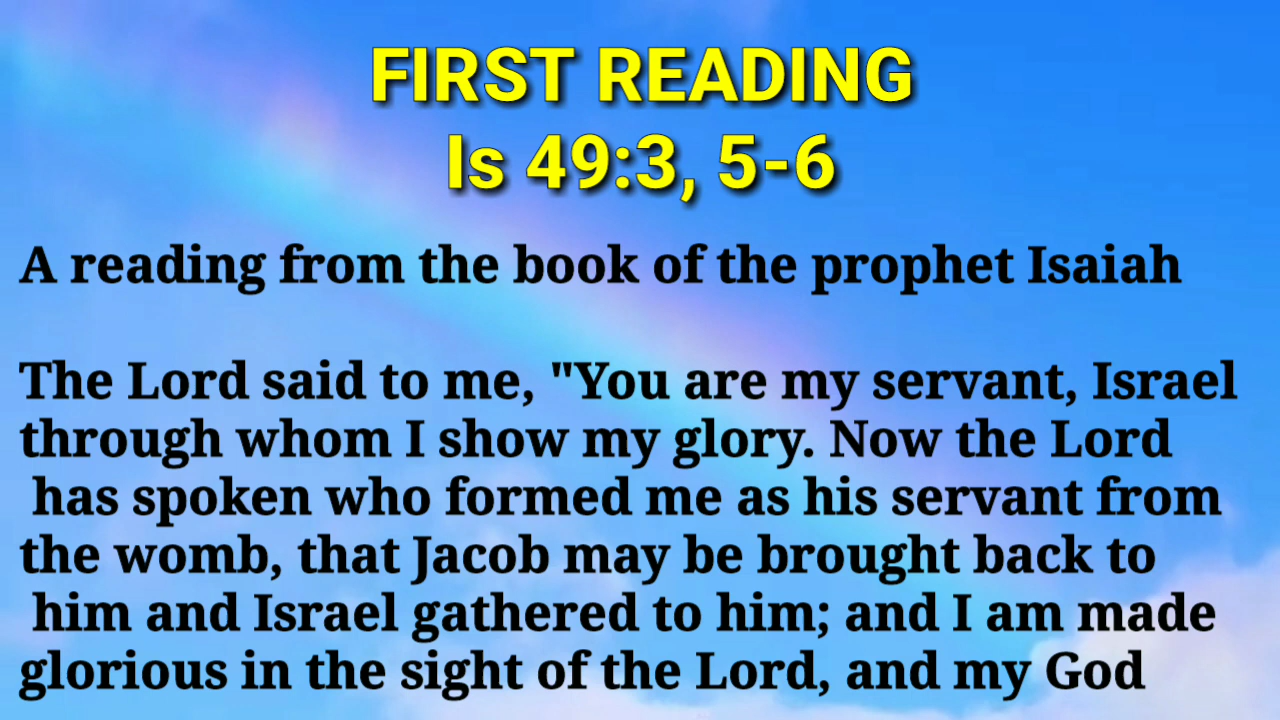 FIRST READING
Is 49:3, 5-6
A reading from the book of the prophet Isaiah
The Lord said to me, "You are my servant, Israel
through whom I show my glory. Now the Lord
has spoken who formed me as his servant from
the womb, that Jacob may be brought back to
him and Israel gathered to him; and I am made
glorious in the sight of the Lord, and my God